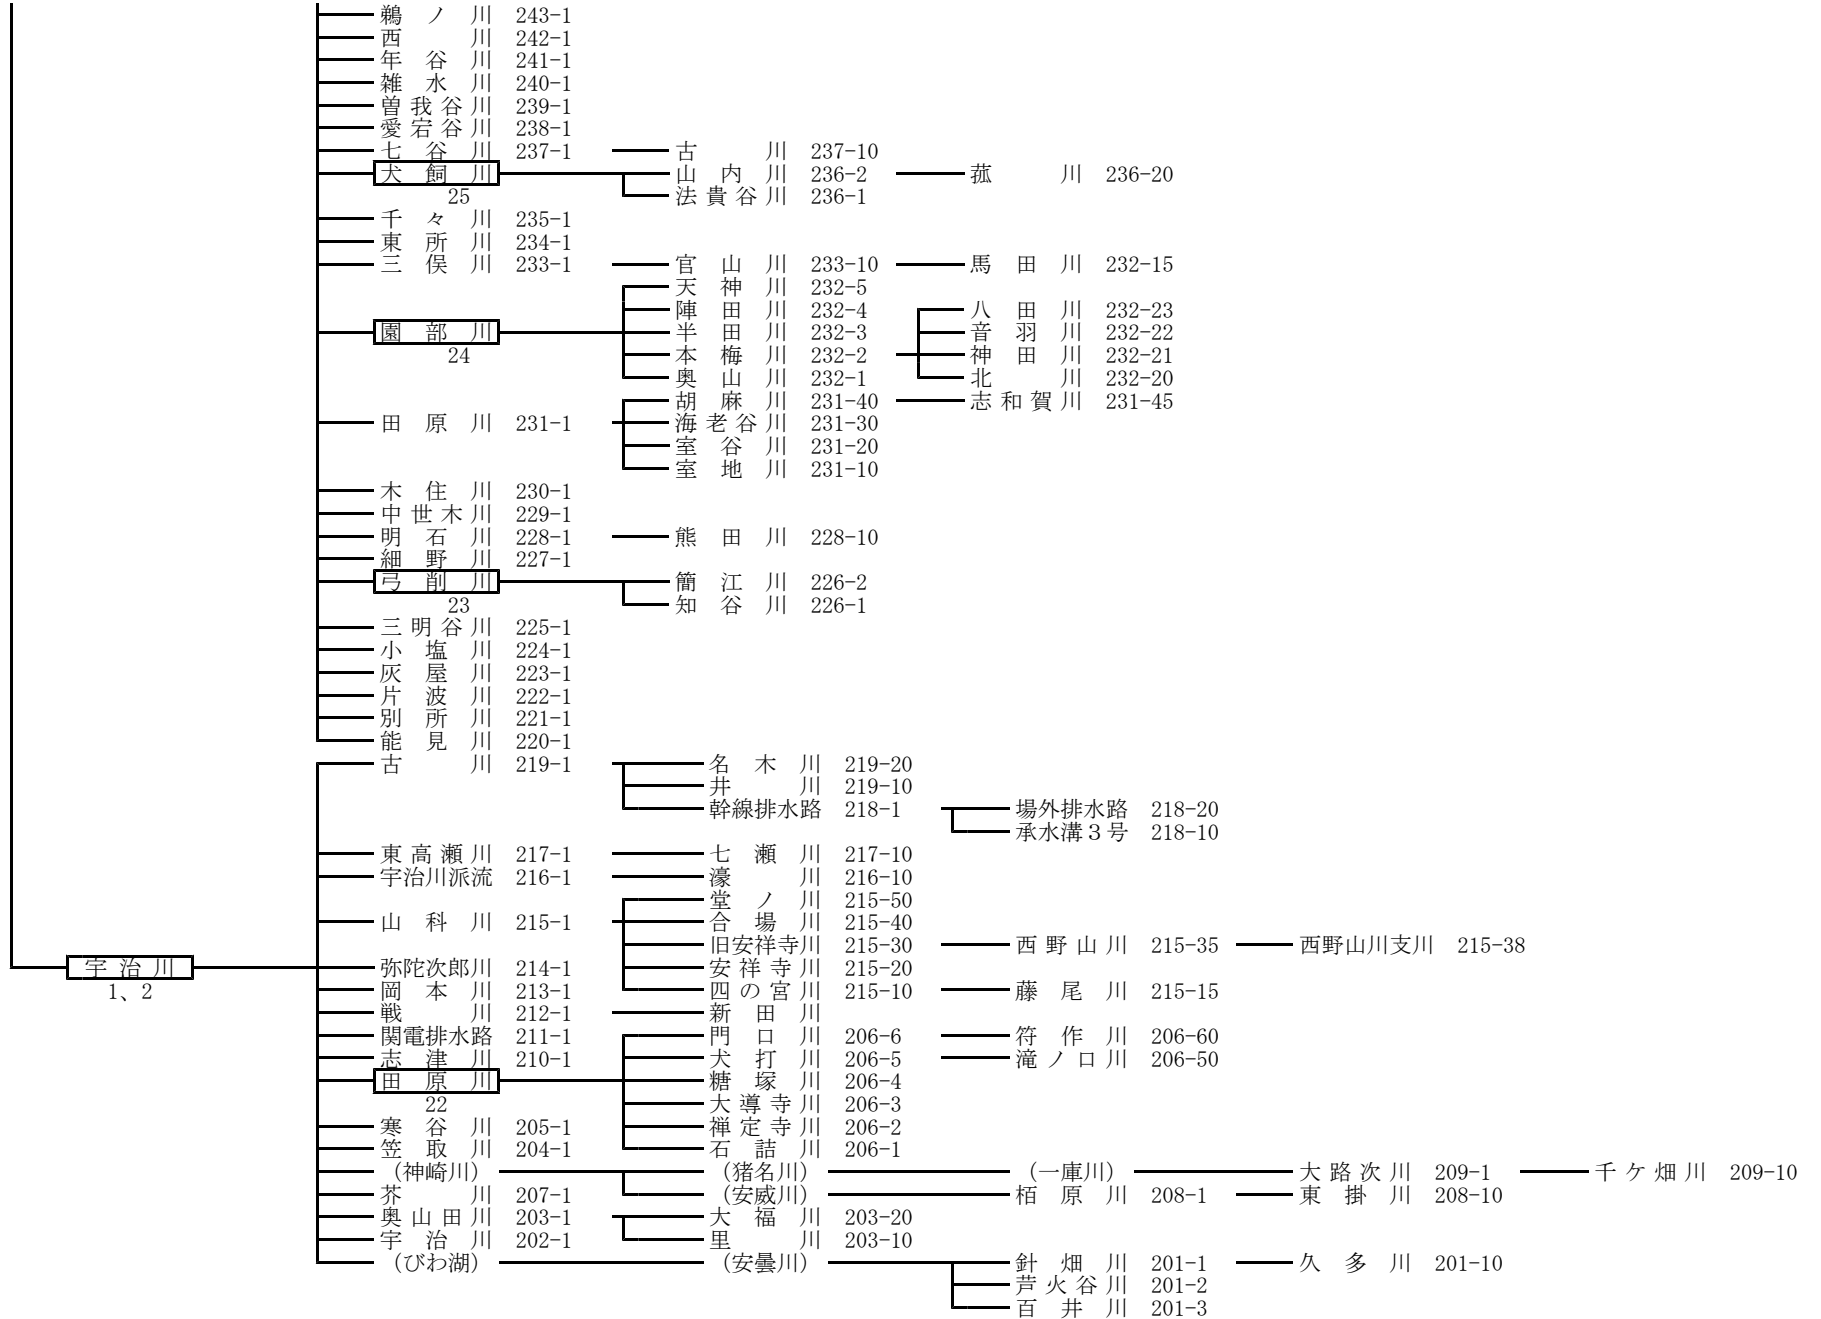 鵜ノ川 243-1
西川 242-1
年谷川 241-1
雑水川 240-1
曽我谷川 239-1
愛宕谷川 238-1
七谷川 237-1 古川 237-10
犬飼川 山内川 236-2 菰川 236-20
25 法貴谷川 236-1
千々川 235-1
東所川 234-1
三俣川 233-1 官山川 233-10 馬田川 232-15
天神川 232-5
陣田川 232-4 八田川 232-23
園部川 半田川 232-3 音羽川 232-22
24 本梅川 232-2 神田川 232-21
奥山川 232-1 北川 232-20
胡麻川 231-40 志和賀川 231-45
田原川 231-1 海老谷川 231-30
室谷川 231-20
室地川 231-10
木住川 230-1
中世木川 229-1
明石川 228-1 熊田川 228-10
細野川 227-1
弓削川 簡江川 226-2
23 知谷川 226-1
三明谷川 225-1
小塩川 224-1
灰屋川 223-1
片波川 222-1
別所川 221-1
能見川 220-1
古川 219-1 名木川 219-20
井川 219-10
幹線排水路 218-1 場外排水路 218-20
承水溝３号 218-10
東高瀬川 217-1 七瀬川 217-10
宇治川派流 216-1 濠川 216-10
堂ノ川 215-50
山科川 215-1 合場川 215-40
旧安祥寺川 215-30 西野山川 215-35 西野山川支川 215-38
宇治川 弥陀次郎川 214-1 安祥寺川 215-20
1、2 岡本川 213-1 四の宮川 215-10 藤尾川 215-15
戦川 212-1 新田川
関電排水路 211-1 門口川 206-6 符作川 206-60
志津川 210-1 犬打川 206-5 滝ノ口川 206-50
田原川 糖塚川 206-4
22 大導寺川 206-3
寒谷川 205-1 禅定寺川 206-2
笠取川 204-1 石詰川 206-1
（神崎川） （猪名川） （一庫川） 大路次川 209-1 千ケ畑川 209-10
芥川 207-1 （安威川） 栢原川 208-1 東掛川 208-10
奥山田川 203-1 大福川 203-20
宇治川 202-1 里川 203-10
（びわ湖） （安曇川） 針畑川 201-1 久多川 201-10
芦火谷川 201-2
百井川 201-3